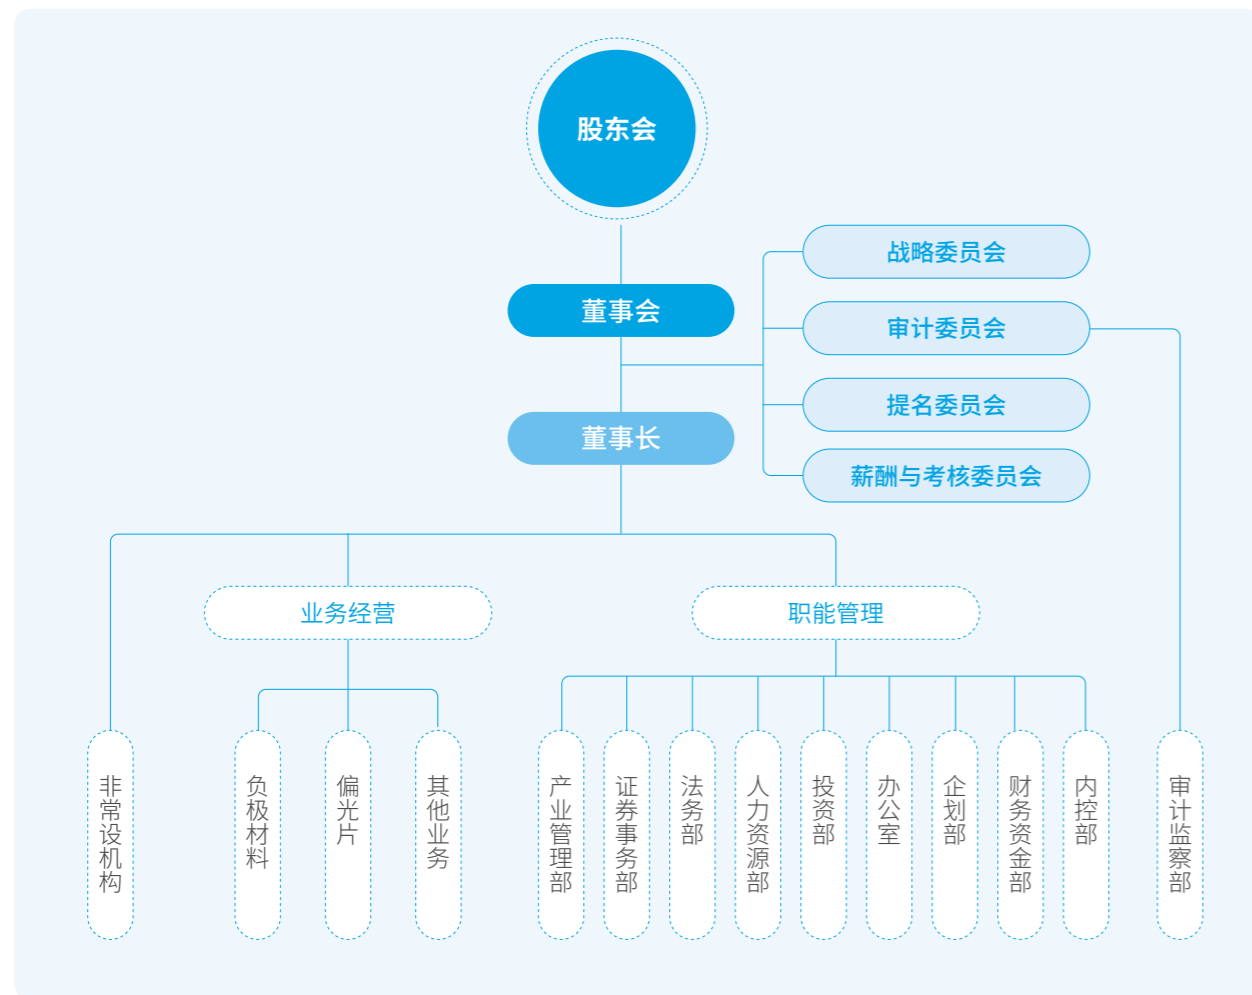 股东会
董事会
战略委员会
审计委员会
提名委员会
董事长
薪酬与考核委员会
业务经营
职能管理
非常设机构
负极材料
偏光片
其他业务
产业管理部
证券事务部
法务部
人力资源部
投资部
办公室
企划部
财务资金部
内控部
审计监察部